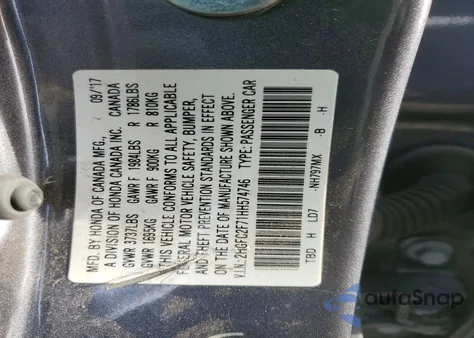 MFD. BY HONDA OF CANADA MFG. 09/17
A DIVISION OF HONDA CANADA INC. CANADA
GVWR 3737LBS GAWR F 1984LBS R 1786LBS
GVWR 1695KG GAWR F 900KG R 810KG
THIS VEHICLE CONFORMS TO ALL APPLICABLE
FEDERAL MOTOR VEHICLE SAFETY, BUMPER,
AND THEFT PREVENTION STANDARDS IN EFFECT
ON THE DATE OF MANUFACTURE SHOWN ABOVE.
V.I.N.:2HGFC2F71HH574746 TYPE: PASSENGER CAR
NH797MX -B -H
TBD H LD7
autoSnap